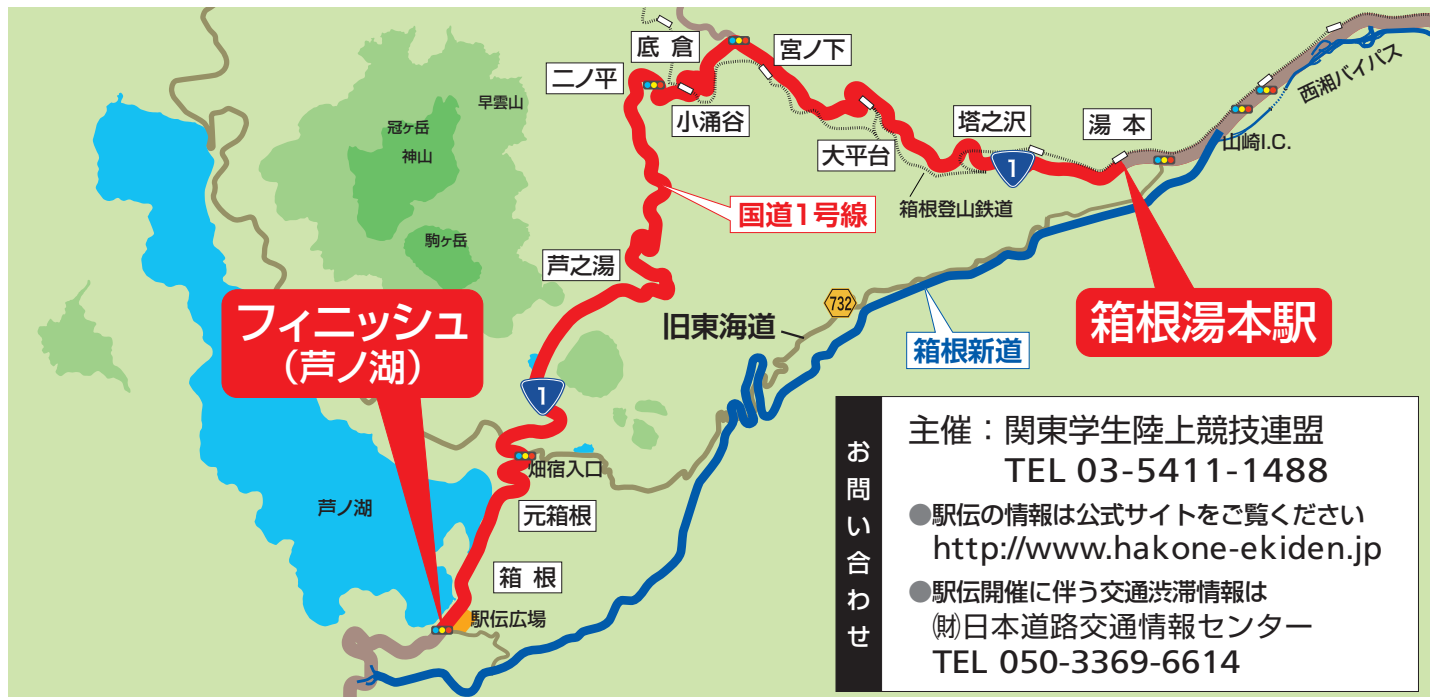 底 倉
宮ノ下
二ノ平
西湘バイパス
早雲山
冠ヶ岳
神山
小涌谷
大平台
塔之沢
湯 本
山崎I.C.
1
箱根登山鉄道
国道1号線
駒ヶ岳
芦之湯
フィニッシュ
(芦ノ湖)
732
旧東海道
箱根新道
箱根湯本駅
1
畑宿入口
芦ノ湖
元箱根
箱 根
駅伝広場
お問い合わせ
主催：関東学生陸上競技連盟
TEL 03-5411-1488
●駅伝の情報は公式サイトをご覧ください
http://www.hakone-ekiden.jp
●駅伝開催に伴う交通渋滞情報は
㈶日本道路交通情報センター
TEL 050-3369-6614